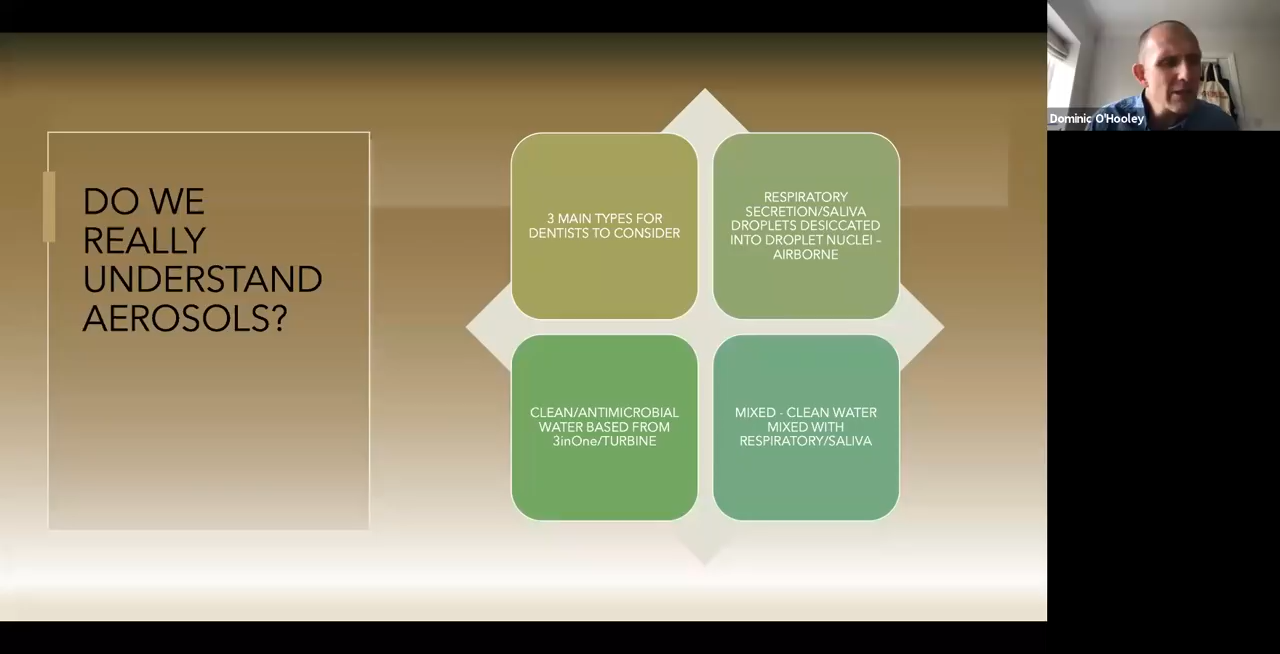 DO WE
REALLY
UNDERSTAND
AEROSOLS?
3 MAIN TYPES FOR
DENTISTS TO CONSIDER
RESPIRATORY
SECRETION/SALIVA
DROPLETS DESICCATED
INTO DROPLET NUCLEI –
AIRBORNE
CLEAN/ANTIMICROBIAL
WATER BASED FROM
3inOne/TURBINE
MIXED - CLEAN WATER
MIXED WITH
RESPIRATORY/SALIVA
Dominic O'Hooley